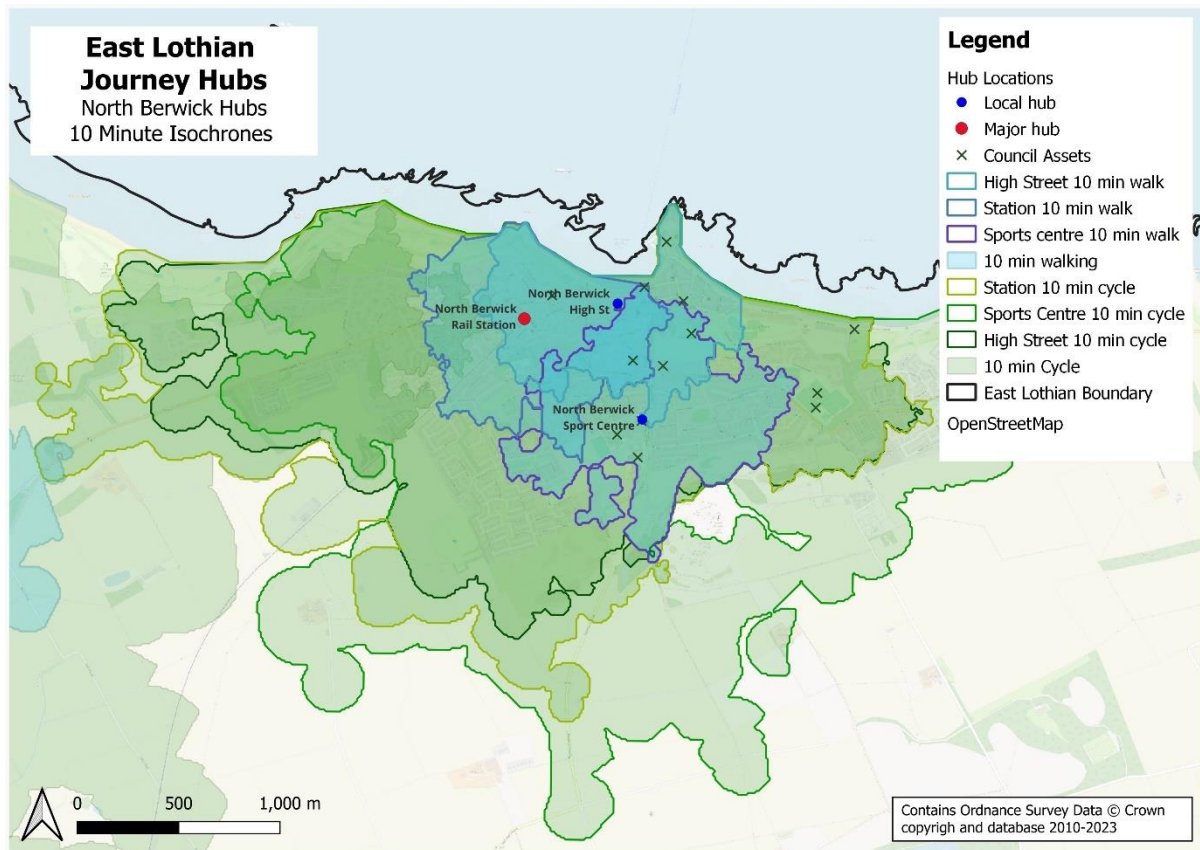 East Lothian
Journey Hubs
North Berwick Hubs
10 Minute Isochrones
Legend
Hub Locations
Local hub
Major hub
Council Assets
High Street 10 min walk
Station 10 min walk
Sports centre 10 min walk
10 min walking
Station 10 min cycle
Sports Centre 10 min cycle
High Street 10 min cycle
10 min Cycle
East Lothian Boundary
OpenStreetMap
North Berwick
High St
North Berwick
Rail Station
North Berwick
Sport Centre
0 500 1,000 m
Contains Ordnance Survey Data © Crown
copyrigh and database 2010-2023